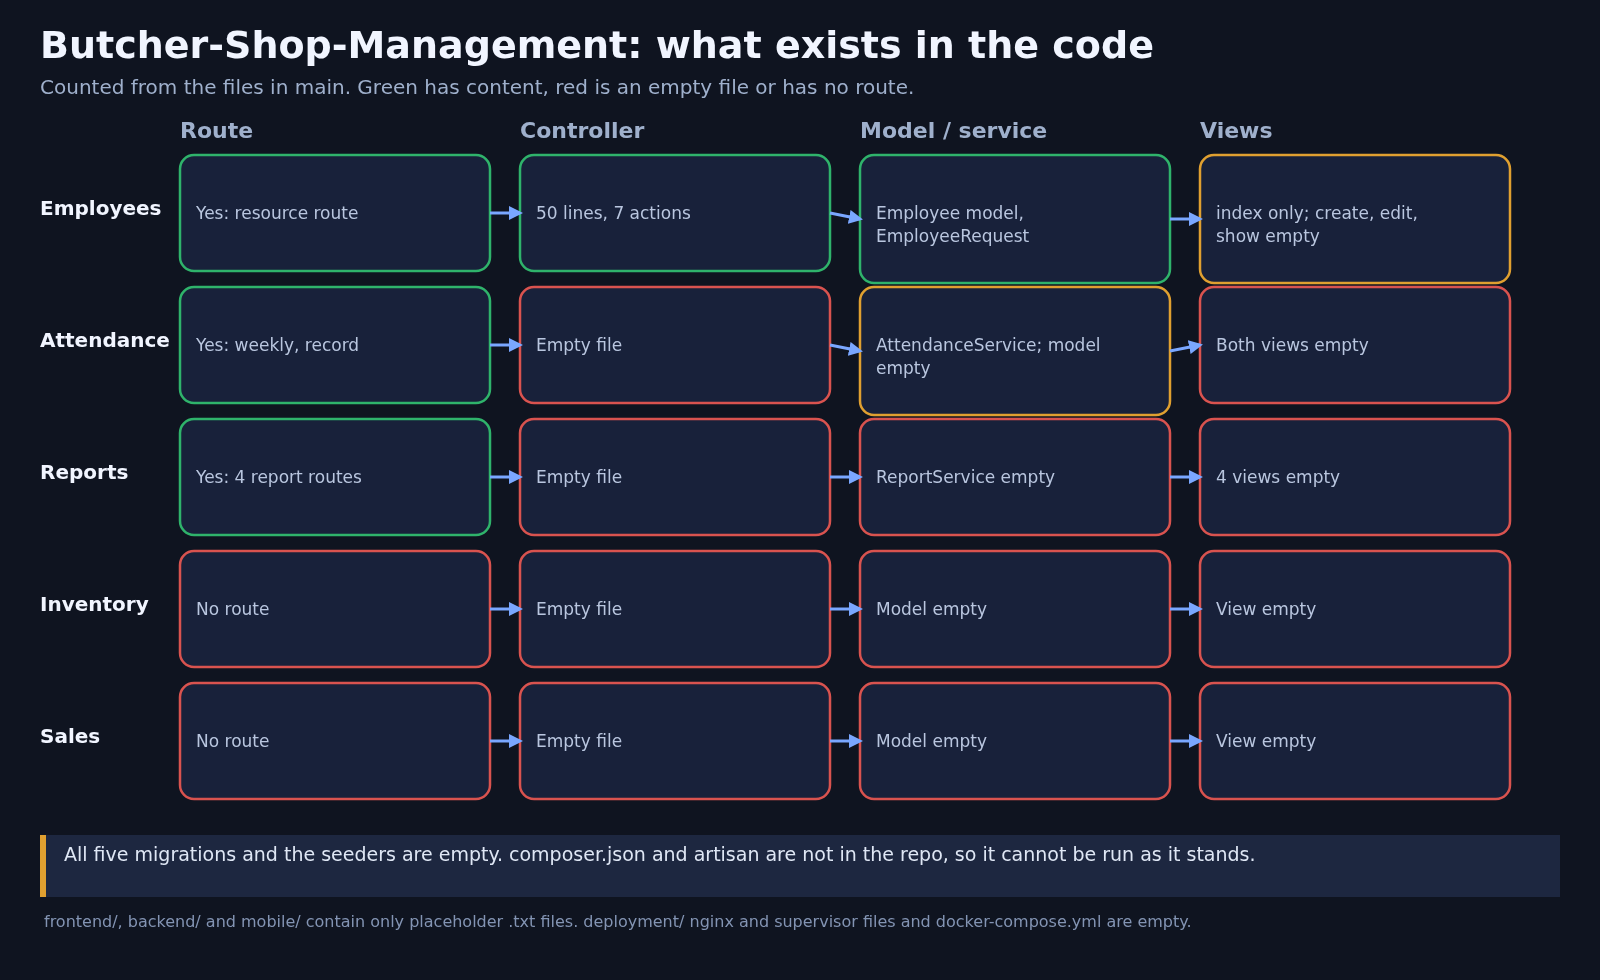 Butcher-Shop-Management: what exists in the code
Counted from the files in main. Green has content, red is an empty file or has no route.
Route Controller Model / service Views
Employees
Yes: resource route
50 lines, 7 actions
Employee model,
EmployeeRequest
index only; create, edit,
show empty
Attendance
Yes: weekly, record
Empty file
AttendanceService; model
empty
Both views empty
Reports
Yes: 4 report routes
Empty file
ReportService empty
4 views empty
Inventory
No route
Empty file
Model empty
View empty
Sales
No route
Empty file
Model empty
View empty
All five migrations and the seeders are empty. composer.json and artisan are not in the repo, so it cannot be run as it stands.
frontend/, backend/ and mobile/ contain only placeholder .txt files. deployment/ nginx and supervisor files and docker-compose.yml are empty.